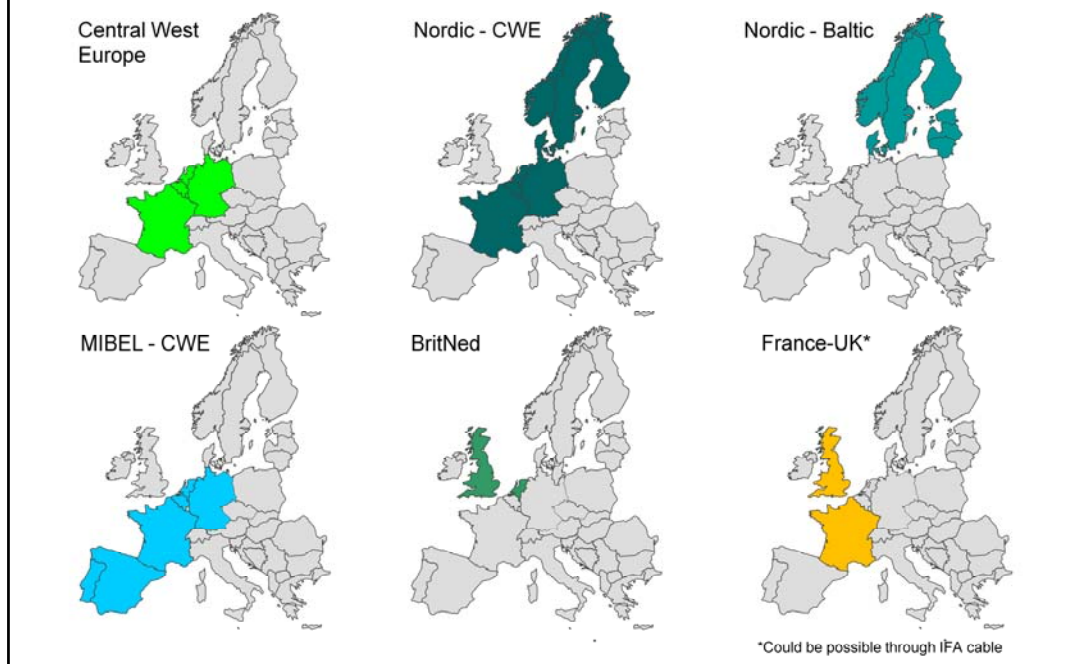 Central West
Europe
Nordic - CWE
Nordic - Baltic
MIBEL - CWE
BritNed
France-UK*
*Could be possible through IFA cable